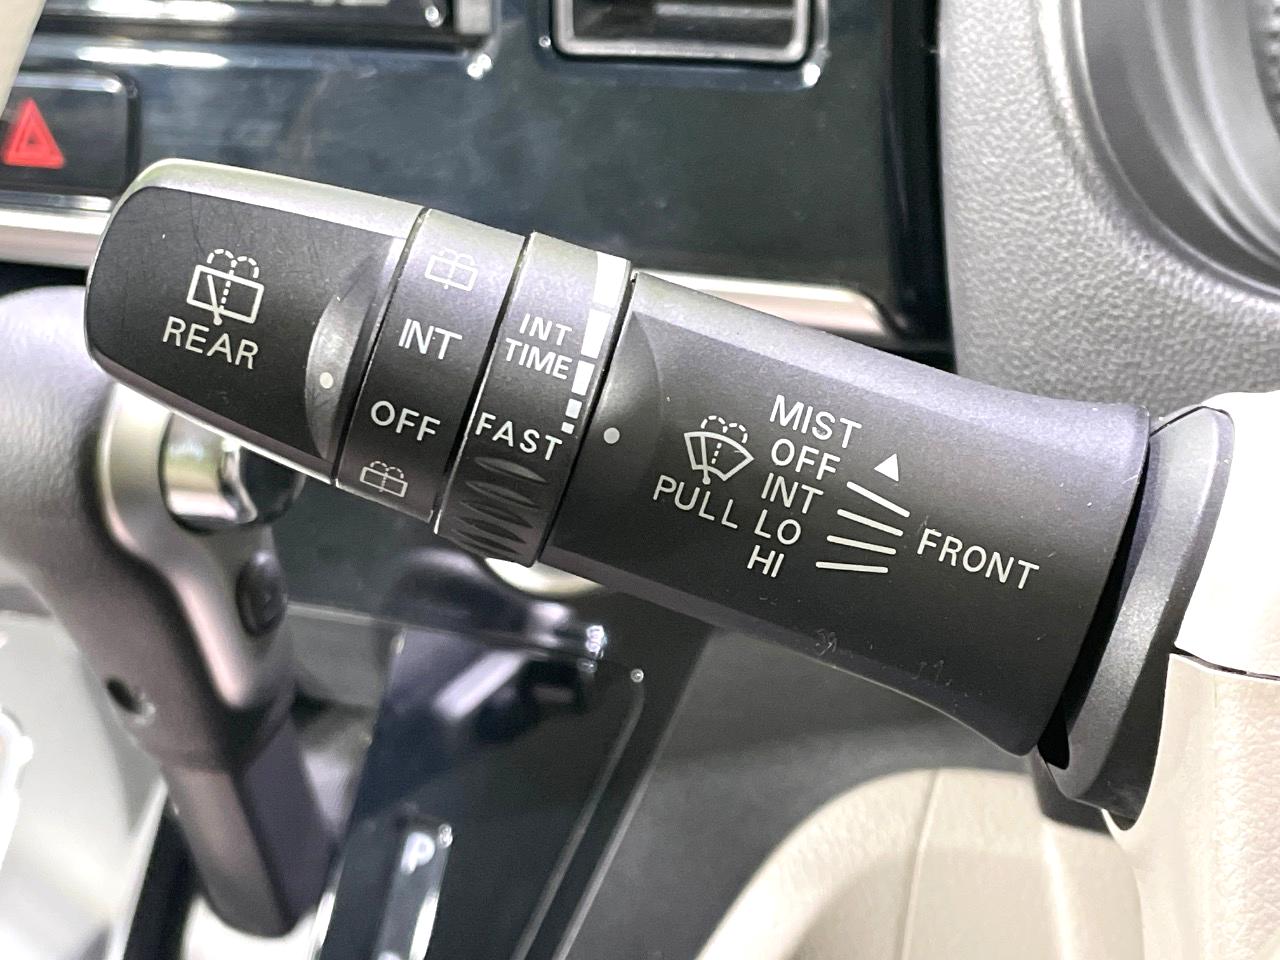 REAR
INT
OFF
INT
TIME
FAST
MIST
OFF
INT
LO
HI
PULL
FRONT
P